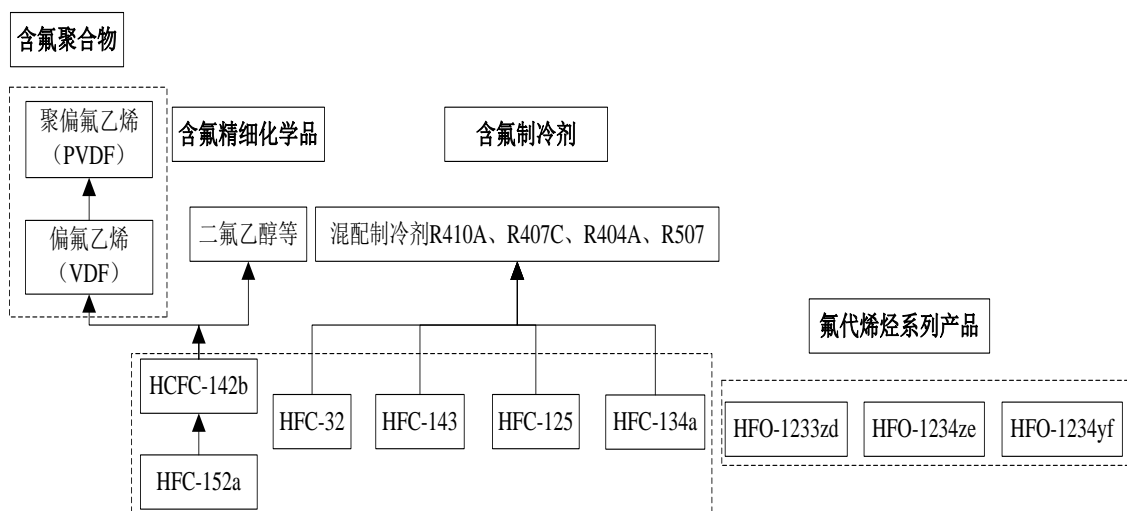 含氟聚合物
聚偏氟乙烯
（PVDF）
含氟精细化学品
含氟制冷剂
偏氟乙烯
（VDF）
二氟乙醇等
混配制冷剂R410A、R407C、R404A、R507
氟代烯烃系列产品
HCFC-142b
HFC-32
HFC-143
HFC-125
HFC-134a
HFO-1233zd
HFO-1234ze
HFO-1234yf
HFC-152a